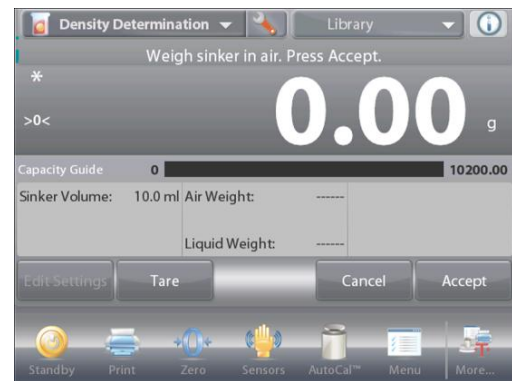 Density Determination Library
Weigh sinker in air. Press Accept.
*
>0< 0.00 g
Capacity Guide 0 10200.00
Sinker Volume: 10.0 ml Air Weight: ------
Liquid Weight: ------
Edit Settings Tare Cancel Accept
Standby Print Zero Sensors AutoCal™ Menu More...